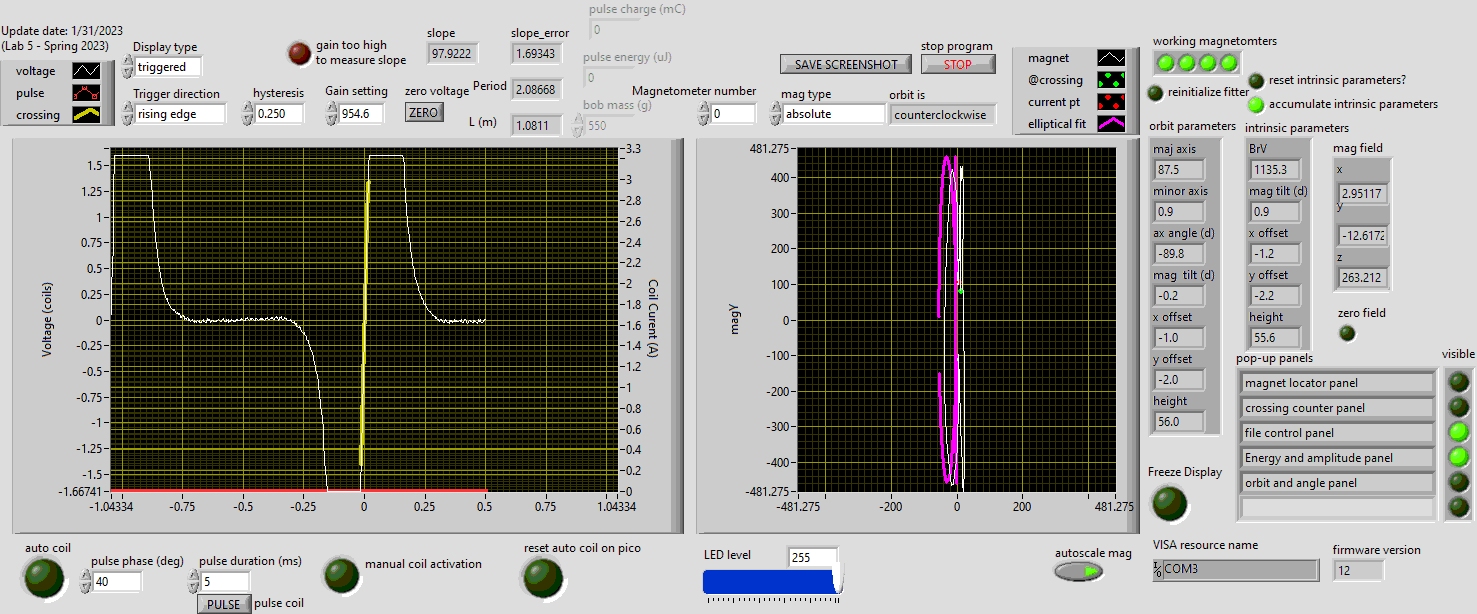 Update date: 1/31/2023
(Lab 5 - Spring 2023)
voltage
pulse
crossing
Display type
triggered
Trigger direction
rising edge
gain too high
to measure slope
hysteresis
0.250
Gain setting
954.6
zero voltage
ZERO
slope
97.9222
slope_error
1.69343
Period
2.08668
L (m)
1.0811
pulse charge (mC)
0
pulse energy (uJ)
0
bob mass (g)
550
Magnetometer number
0
SAVE SCREENSHOT
stop program
STOP
mag type
absolute
orbit is
counterclockwise
magnet
@crossing
current pt
elliptical fit
working magnetomters
reinitialize fitter
reset intrinsic parameters?
accumulate intrinsic parameters
orbit parameters
maj axis
87.5
minor axis
0.9
ax angle (d)
-89.8
mag tilt (d)
-0.2
x offset
-1.0
y offset
-2.0
height
56.0
intrinsic parameters
BrV
1135.3
mag tilt (d)
0.9
x offset
-1.2
y offset
-2.2
height
55.6
mag field
x
2.95117
y
-12.6172
z
263.212
zero field
Voltage (coils)
1.5
1.25
1
0.75
0.5
0.25
0
-0.25
-0.5
-0.75
-1
-1.25
-1.5
-1.66741
-1.04334
-0.75
-0.5
-0.25
0
0.25
0.5
0.75
1.04334
3.3
3
2.8
2.6
2.4
2.2
2
1.8
1.6
1.4
1.2
1
0.8
0.6
0.4
0.2
0
Coil Current (A)
magy
481.275
400
300
200
100
0
-100
-200
-300
-400
-481.275
-481.275
-200
0
200
481.275
pop-up panels
visible
magnet locator panel
crossing counter panel
file control panel
Energy and amplitude panel
orbit and angle panel
Freeze Display
auto coil
pulse phase (deg)
40
pulse duration (ms)
5
PULSE
pulse coil
manual coil activation
reset auto coil on pico
LED level
255
autoscale mag
VISA resource name
COM3
firmware version
12